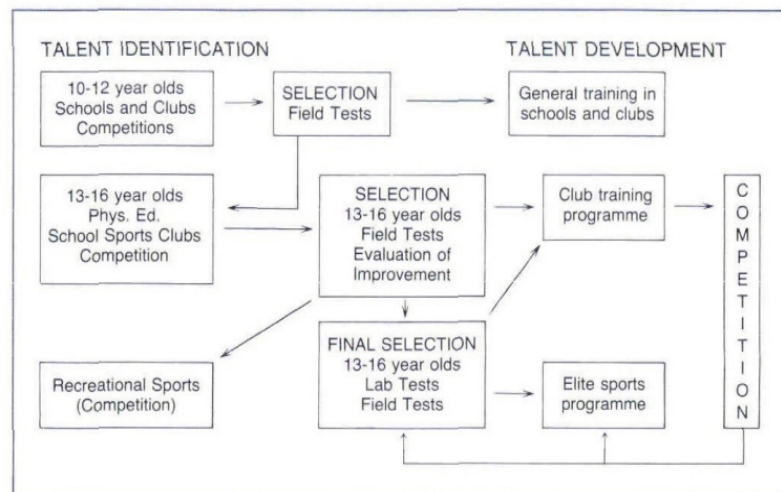 TALENT IDENTIFICATION
TALENT DEVELOPMENT
10-12 year olds
Schools and Clubs
Competitions
SELECTION
Field Tests
General training in
schools and clubs
13-16 year olds
Phys. Ed.
School Sports Clubs
Competition
SELECTION
13-16 year olds
Field Tests
Evaluation of
Improvement
Club training
programme
COMPETITION
Recreational Sports
(Competition)
FINAL SELECTION
13-16 year olds
Lab Tests
Field Tests
Elite sports
programme